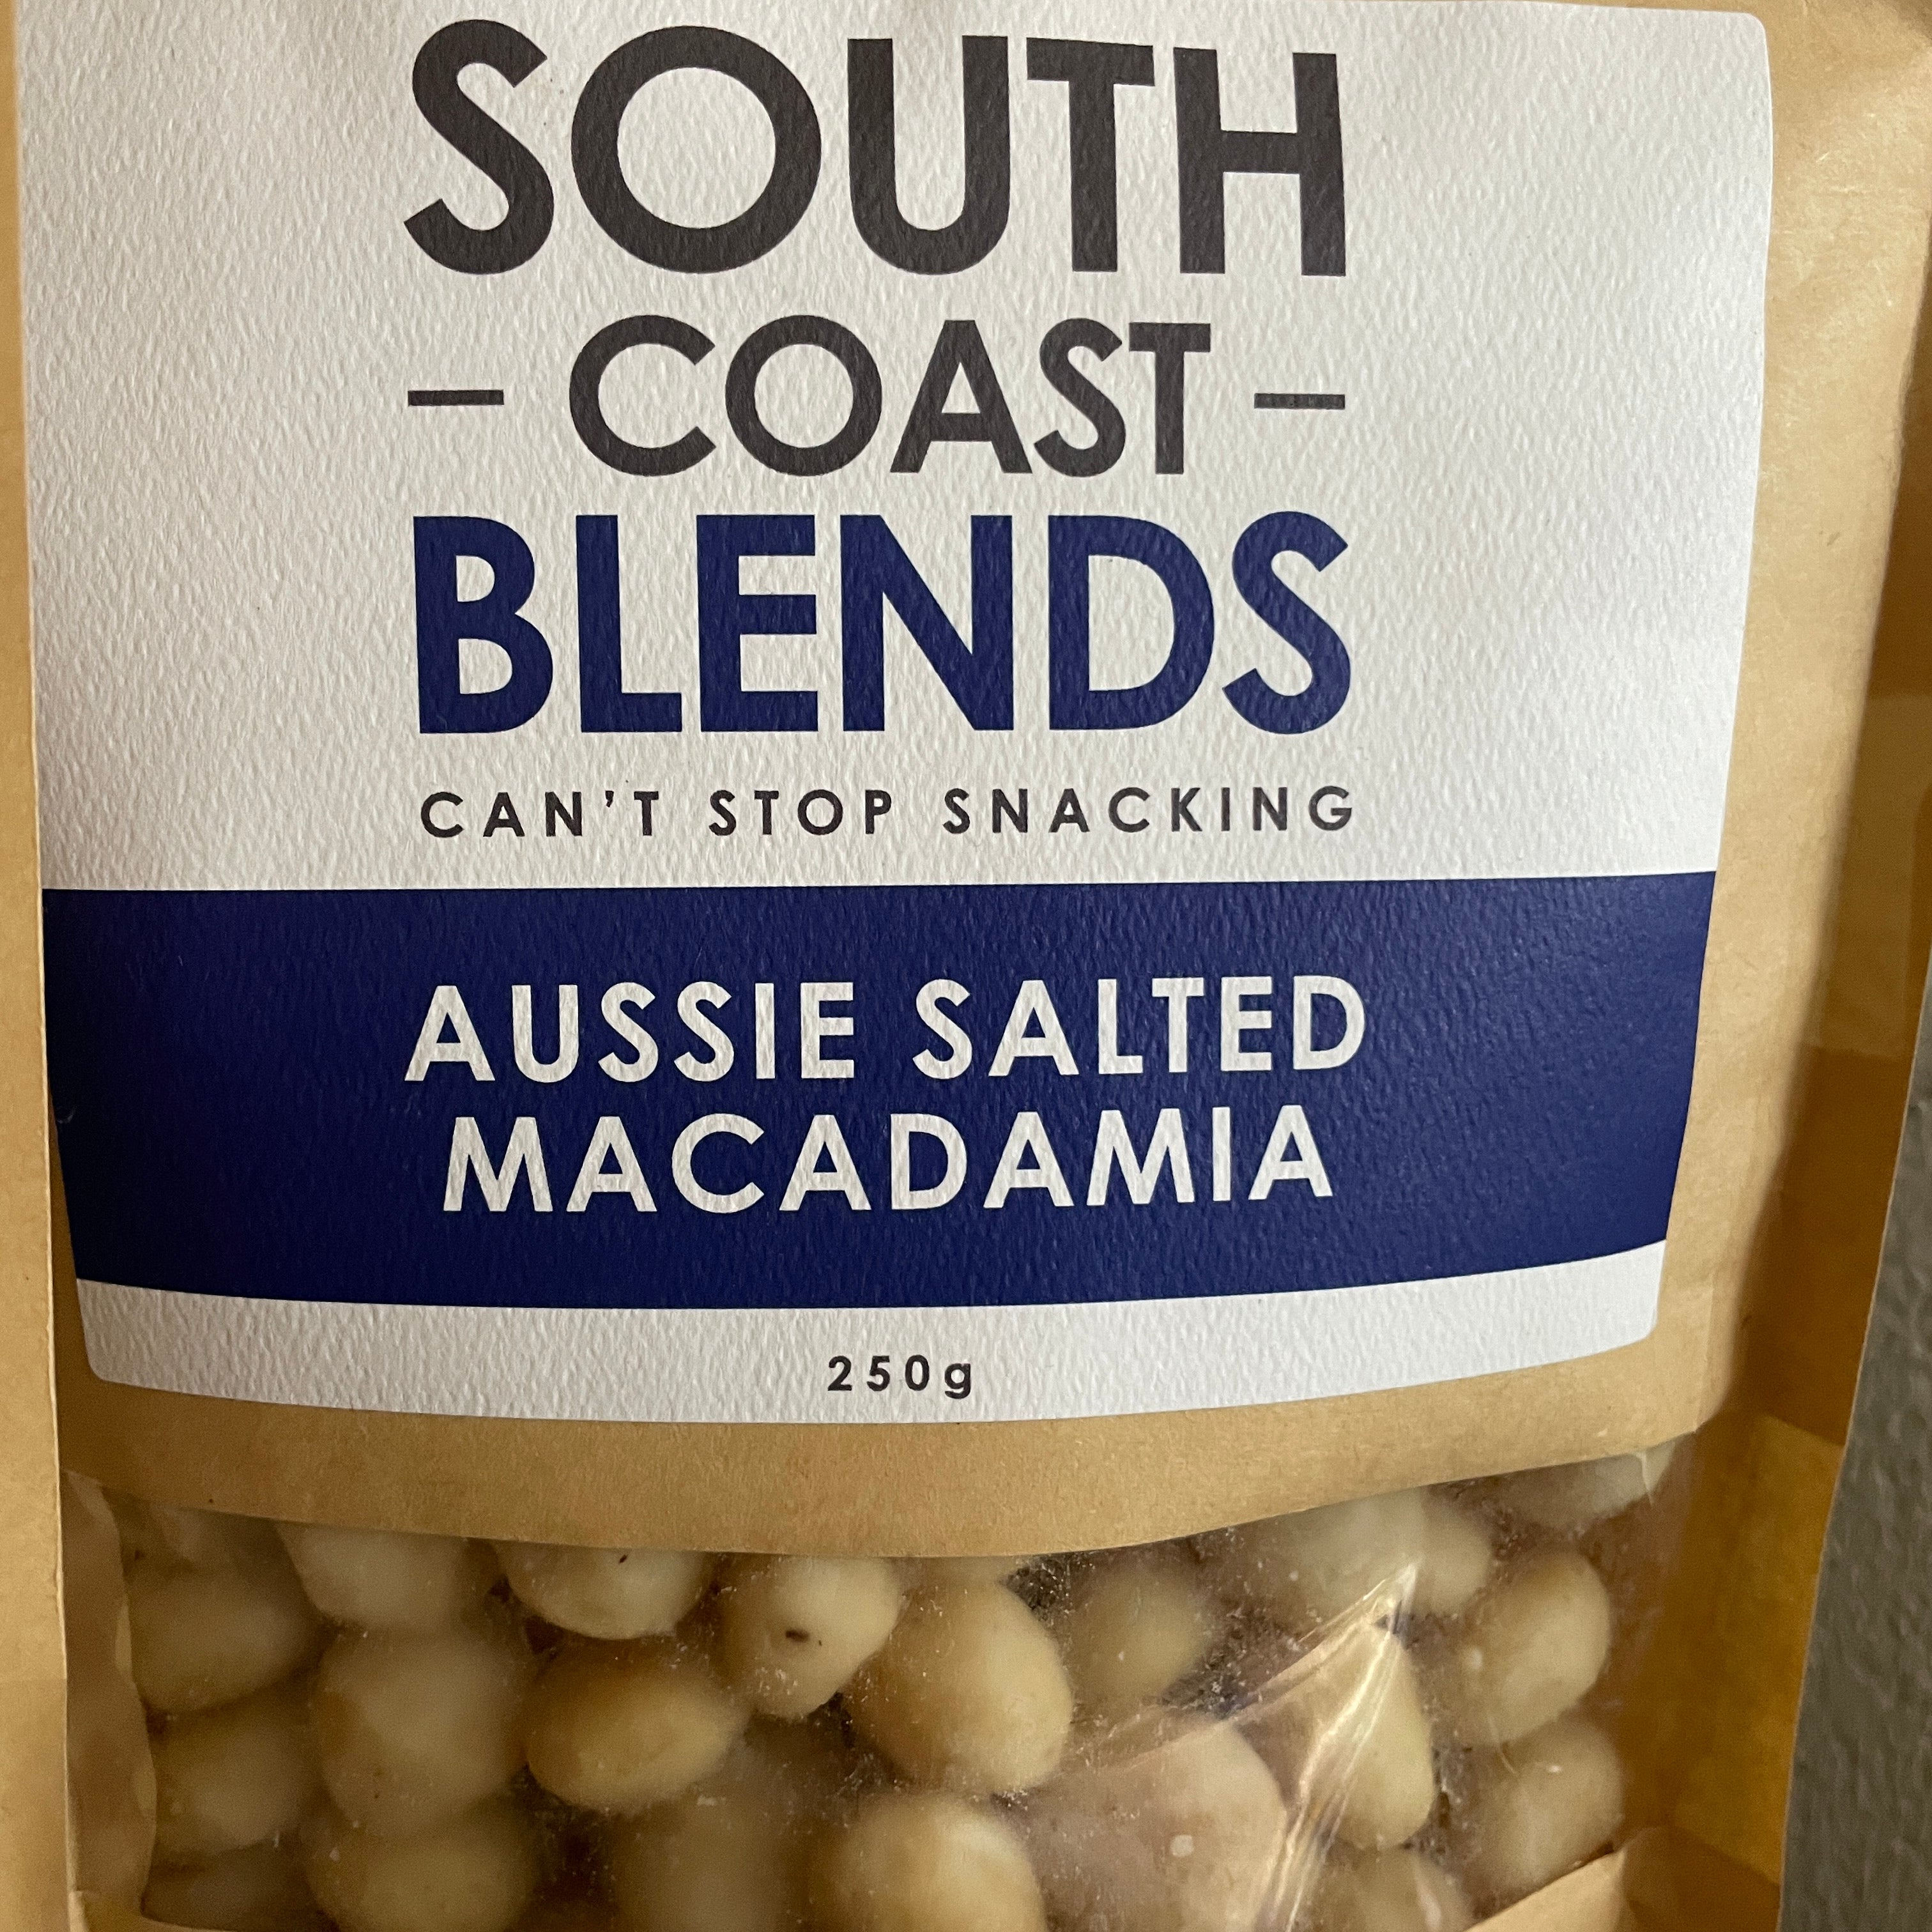 SOUTH
– COAST –
BLENDS
CAN'T STOP SNACKING
AUSSIE SALTED
MACADAMIA
250g